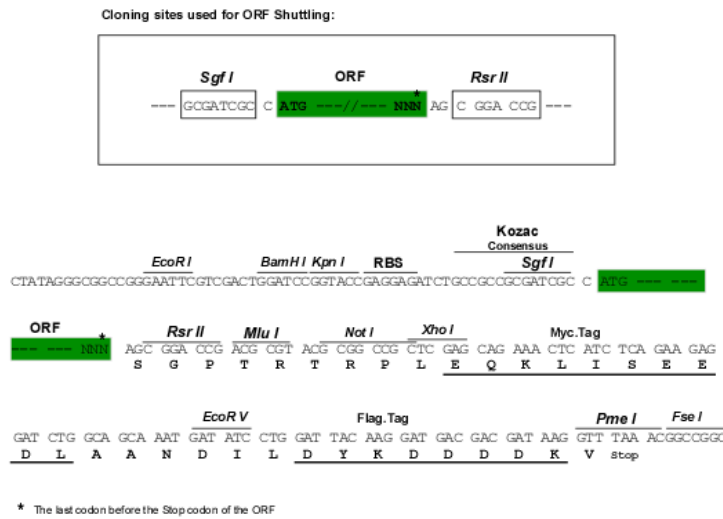 Cloning sites used for ORF Shuttling:
Sgf I ORF Rsr II
*
--- GCGATCGC C ATG ---//--- NNN AG C GGA CCG ---
Kozac
Consensus
EcoR I BamH I Kpn I RBS Sgf I
CTATAGGGCGGCCGGGAATTCGTCGACTGGATCCGGTACCGAGGAGATCTGCCGCCGCGATCGC C ATG --- ---
ORF
* Rsr II Mlu I Not I Xho I Myc.Tag
--- --- NNN AGC GGA CCG ACG CGT ACG CGG CCG CTC GAG CAG AAA CTC ATC TCA GAA GAG
S G P T R T R P L E Q K L I S E E
EcoR V Flag.Tag Pme I Fse I
GAT CTG GCA GCA AAT GAT ATC CTG GAT TAC AAG GAT GAC GAC GAT AAG GTT TAA ACGGCCGGC
D L A A N D I L D Y K D D D D K V Stop
* The last codon before the Stop codon of the ORF